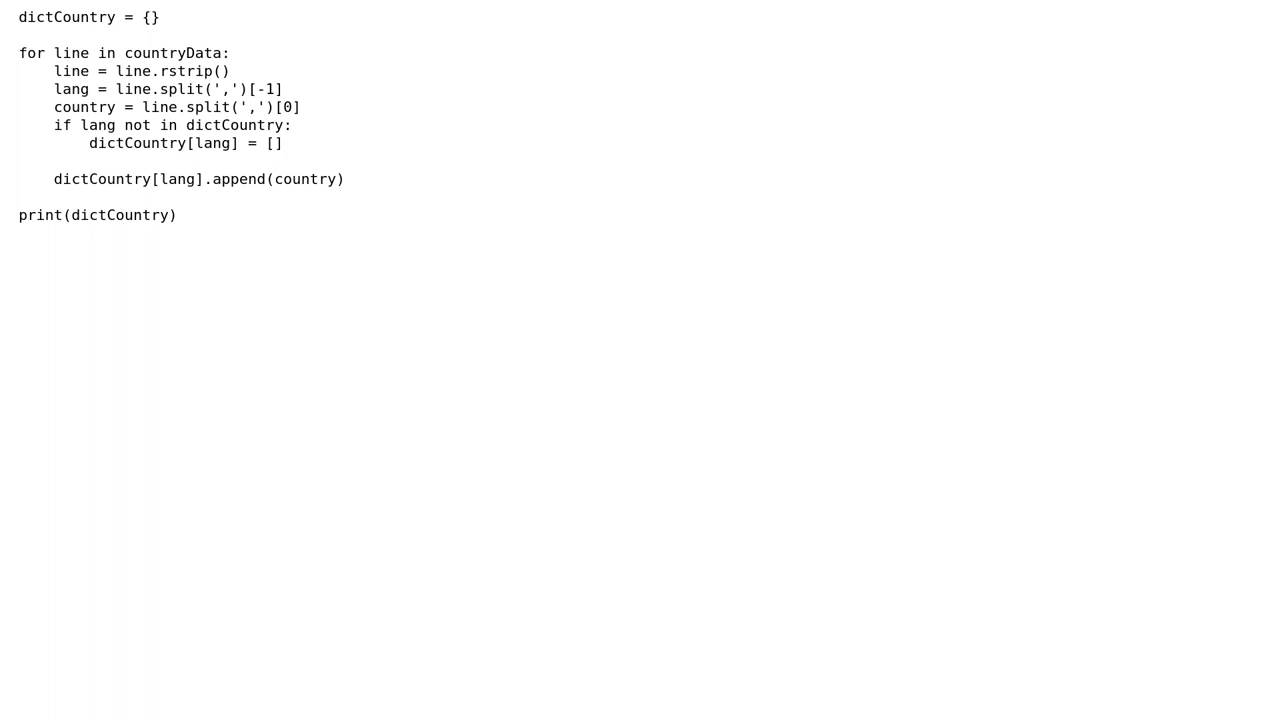 dictCountry = {}

for line in countryData:
    line = line.rstrip()
    lang = line.split(',')[-1]
    country = line.split(',')[0]
    if lang not in dictCountry:
        dictCountry[lang] = []

    dictCountry[lang].append(country)

print(dictCountry)